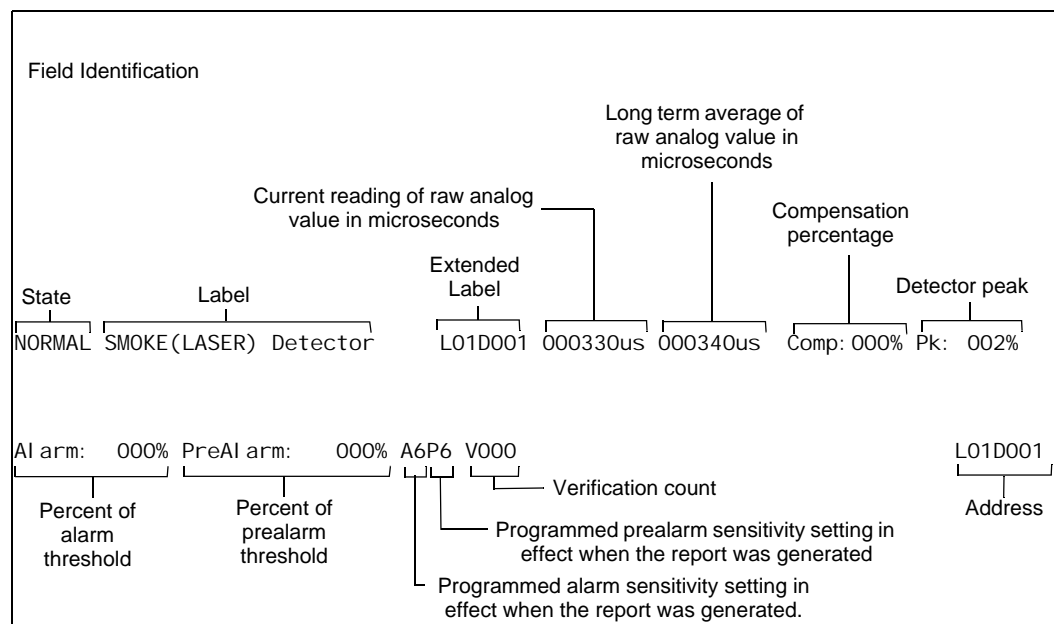 Field Identification
Long term average of
raw analog value in
microseconds
Current reading of raw analog
value in microseconds
Compensation
percentage
Extended
Label
State
Label
Detector peak
NORMAL SMOKE(LASER) Detector L01D001 000330us 000340us Comp: 000% Pk: 002%
Alarm: 000% PreAlarm: 000% A6P6 V000 L01D001
Verification count
Address
Percent of
alarm
threshold
Percent of
prealarm
threshold
Programmed prealarm sensitivity setting in
effect when the report was generated
Programmed alarm sensitivity setting in
effect when the report was generated.